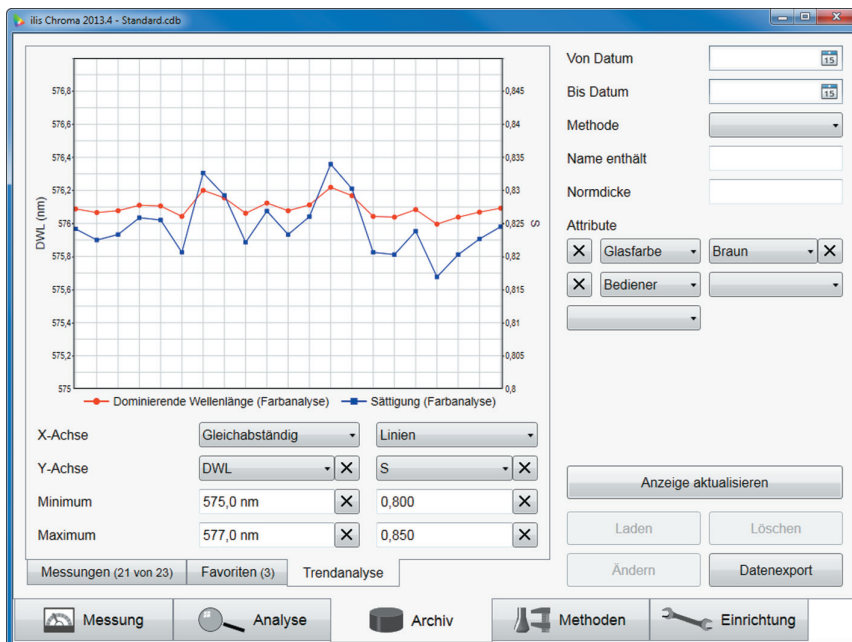 ilis Chroma 2013.4 - Standard.cdb
576,8
576,6
576,4
576,2
576
575,8
575,6
575,4
575,2
575
DWL (nm)
0,845
0,84
0,835
0,83
0,825
0,82
0,815
0,81
0,805
0,8
S
Dominierende Wellenlänge (Farbanalyse) Sättigung (Farbanalyse)
X-Achse Gleichabständig Linien
Y-Achse DWL S
Minimum 575,0 nm 0,800
Maximum 577,0 nm 0,850
Messungen (21 von 23) Favoriten (3) Trendanalyse
Von Datum 15
Bis Datum 15
Methode
Name enthält
Normdicke
Attribute
Glasfarbe Braun
Bediener
Anzeige aktualisieren
Laden Löschen
Ändern Datenexport
Messung Analyse Archiv Methoden Einrichtung